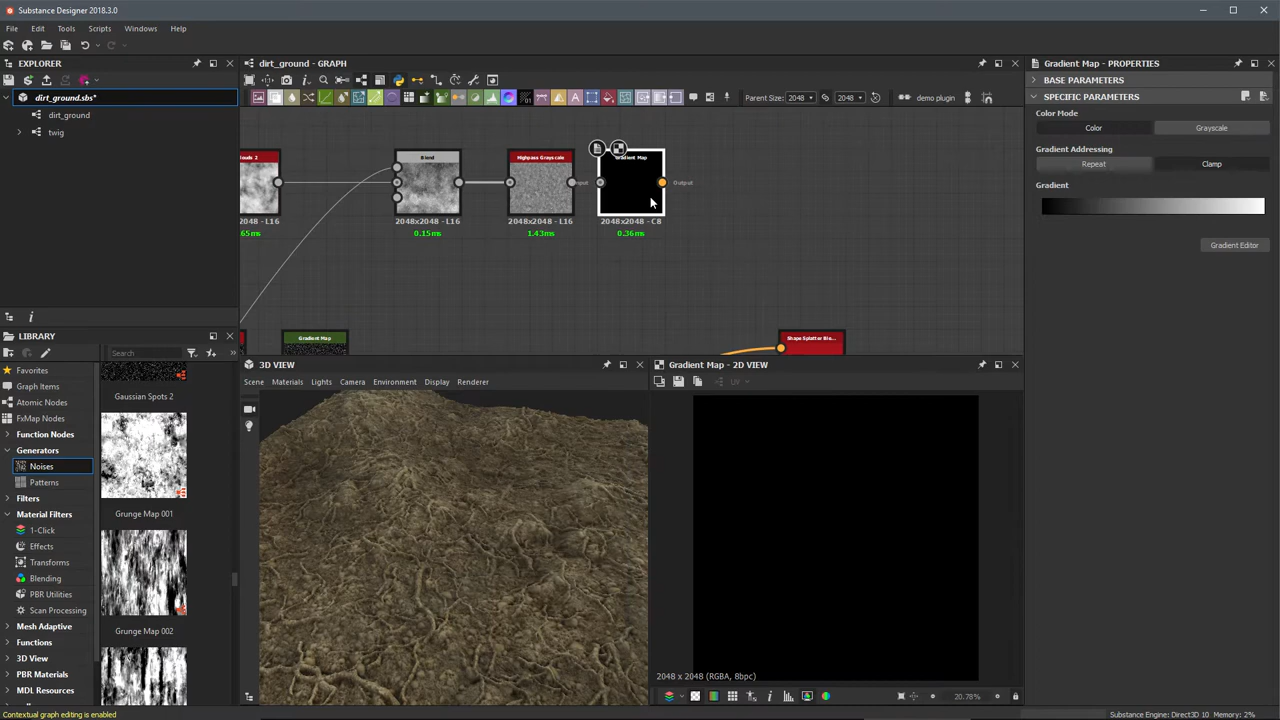 Substance Designer 2018.3.0
File Edit Tools Scripts Windows Help
EXPLORER
dirt_ground.sbs*
dirt_ground
twig
dirt_ground - GRAPH
Parent Size: 2048 2048 demo plugin
Clouds 2
Blend
2048x2048 - L16
0.15ms
Highpass Grayscale
2048x2048 - L16
1.43ms
Input
Gradient Map
Output
2048x2048 - C8
0.36ms
65ms
Gradient Map
Shape Splatter Ble...
Gradient Map - PROPERTIES
BASE PARAMETERS
SPECIFIC PARAMETERS
Color Mode
Color Grayscale
Gradient Addressing
Repeat Clamp
Gradient
Gradient Editor
LIBRARY
Search
Favorites
Graph Items
Atomic Nodes
FxMap Nodes
Function Nodes
Generators
Noises
Patterns
Filters
Material Filters
1-Click
Effects
Transforms
Blending
PBR Utilities
Scan Processing
Mesh Adaptive
Functions
3D View
PBR Materials
MDL Resources
Gaussian Spots 2
Grunge Map 001
Grunge Map 002
3D VIEW
Scene Materials Lights Camera Environment Display Renderer
Gradient Map - 2D VIEW
UV
2048 x 2048 (RGBA, 8bpc)
20.78%
Contextual graph editing is enabled
Substance Engine: Direct3D 10 Memory: 2%